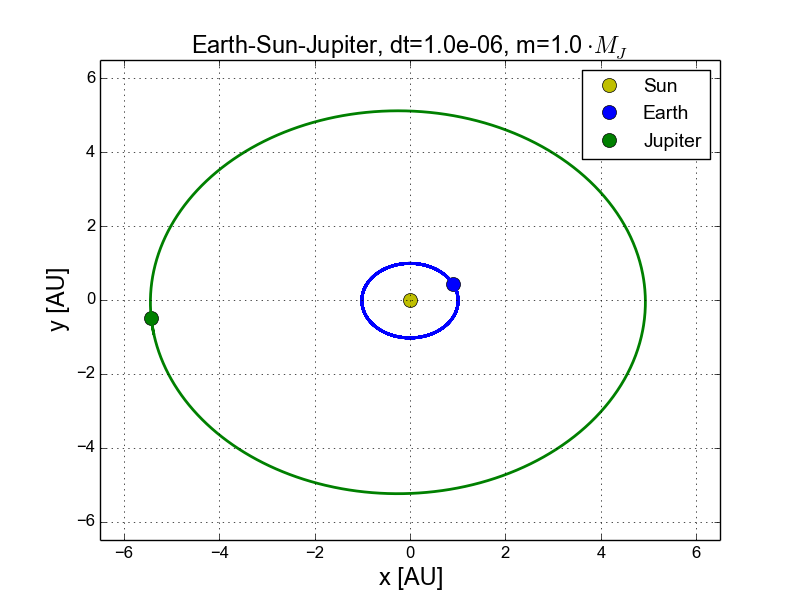 Earth-Sun-Jupiter, dt=1.0e-06, m=1.0 ·M_J
Sun
Earth
Jupiter
6
4
2
0
−2
−4
−6
y [AU]
−6 −4 −2 0 2 4 6
x [AU]